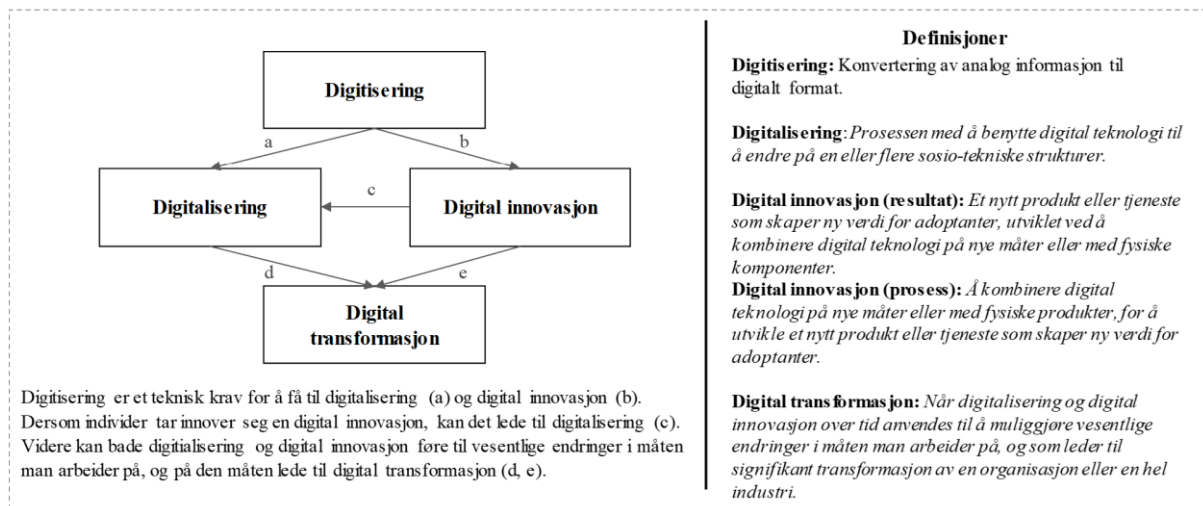 Digitisering
a
b
Digitalisering
c
Digital innovasjon
d
e
Digital
transformasjon
Digitisering er et teknisk krav for å få til digitalisering (a) og digital innovasjon (b).
Dersom individer tar innover seg en digital innovasjon, kan det lede til digitalisering (c).
Videre kan bade digitialisering og digital innovasjon føre til vesentlige endringer i måten
man arbeider på, og på den måten lede til digital transformasjon (d, e).
Definisjoner
Digitisering: Konvertering av analog informasjon til
digitalt format.
Digitalisering: Prosessen med å benytte digital teknologi til
å endre på en eller flere sosio-tekniske strukturer.
Digital innovasjon (resultat): Et nytt produkt eller tjeneste
som skaper ny verdi for adoptanter, utviklet ved å
kombinere digital teknologi på nye måter eller med fysiske
komponenter.
Digital innovasjon (prosess): Å kombinere digital
teknologi på nye måter eller med fysiske produkter, for å
utvikle et nytt produkt eller tjeneste som skaper ny verdi for
adoptanter.
Digital transformasjon: Når digitalisering og digital
innovasjon over tid anvendes til å muliggjøre vesentlige
endringer i måten man arbeider på, og som leder til
signifikant transformasjon av en organisasjon eller en hel
industri.